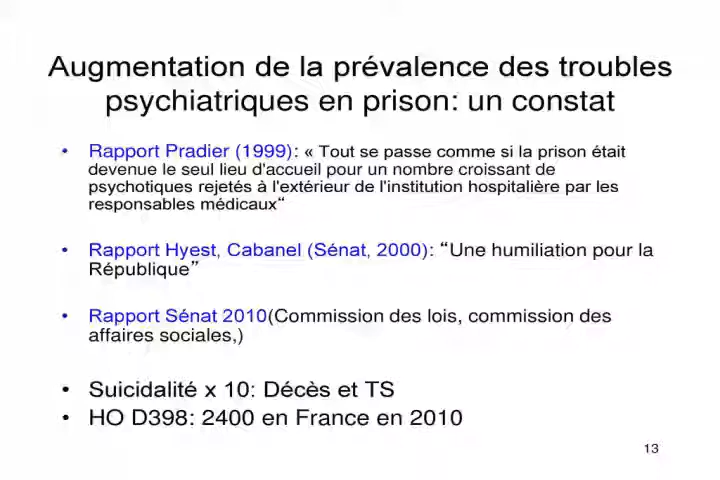 Augmentation de la prévalence des troubles
psychiatriques en prison: un constat
• Rapport Pradier (1999): « Tout se passe comme si la prison était
devenue le seul lieu d'accueil pour un nombre croissant de
psychotiques rejetés à l'extérieur de l'institution hospitalière par les
responsables médicaux“
• Rapport Hyest, Cabanel (Sénat, 2000): “Une humiliation pour la
République”
• Rapport Sénat 2010(Commission des lois, commission des
affaires sociales,)
• Suicidalité x 10: Décès et TS
• HO D398: 2400 en France en 2010
13